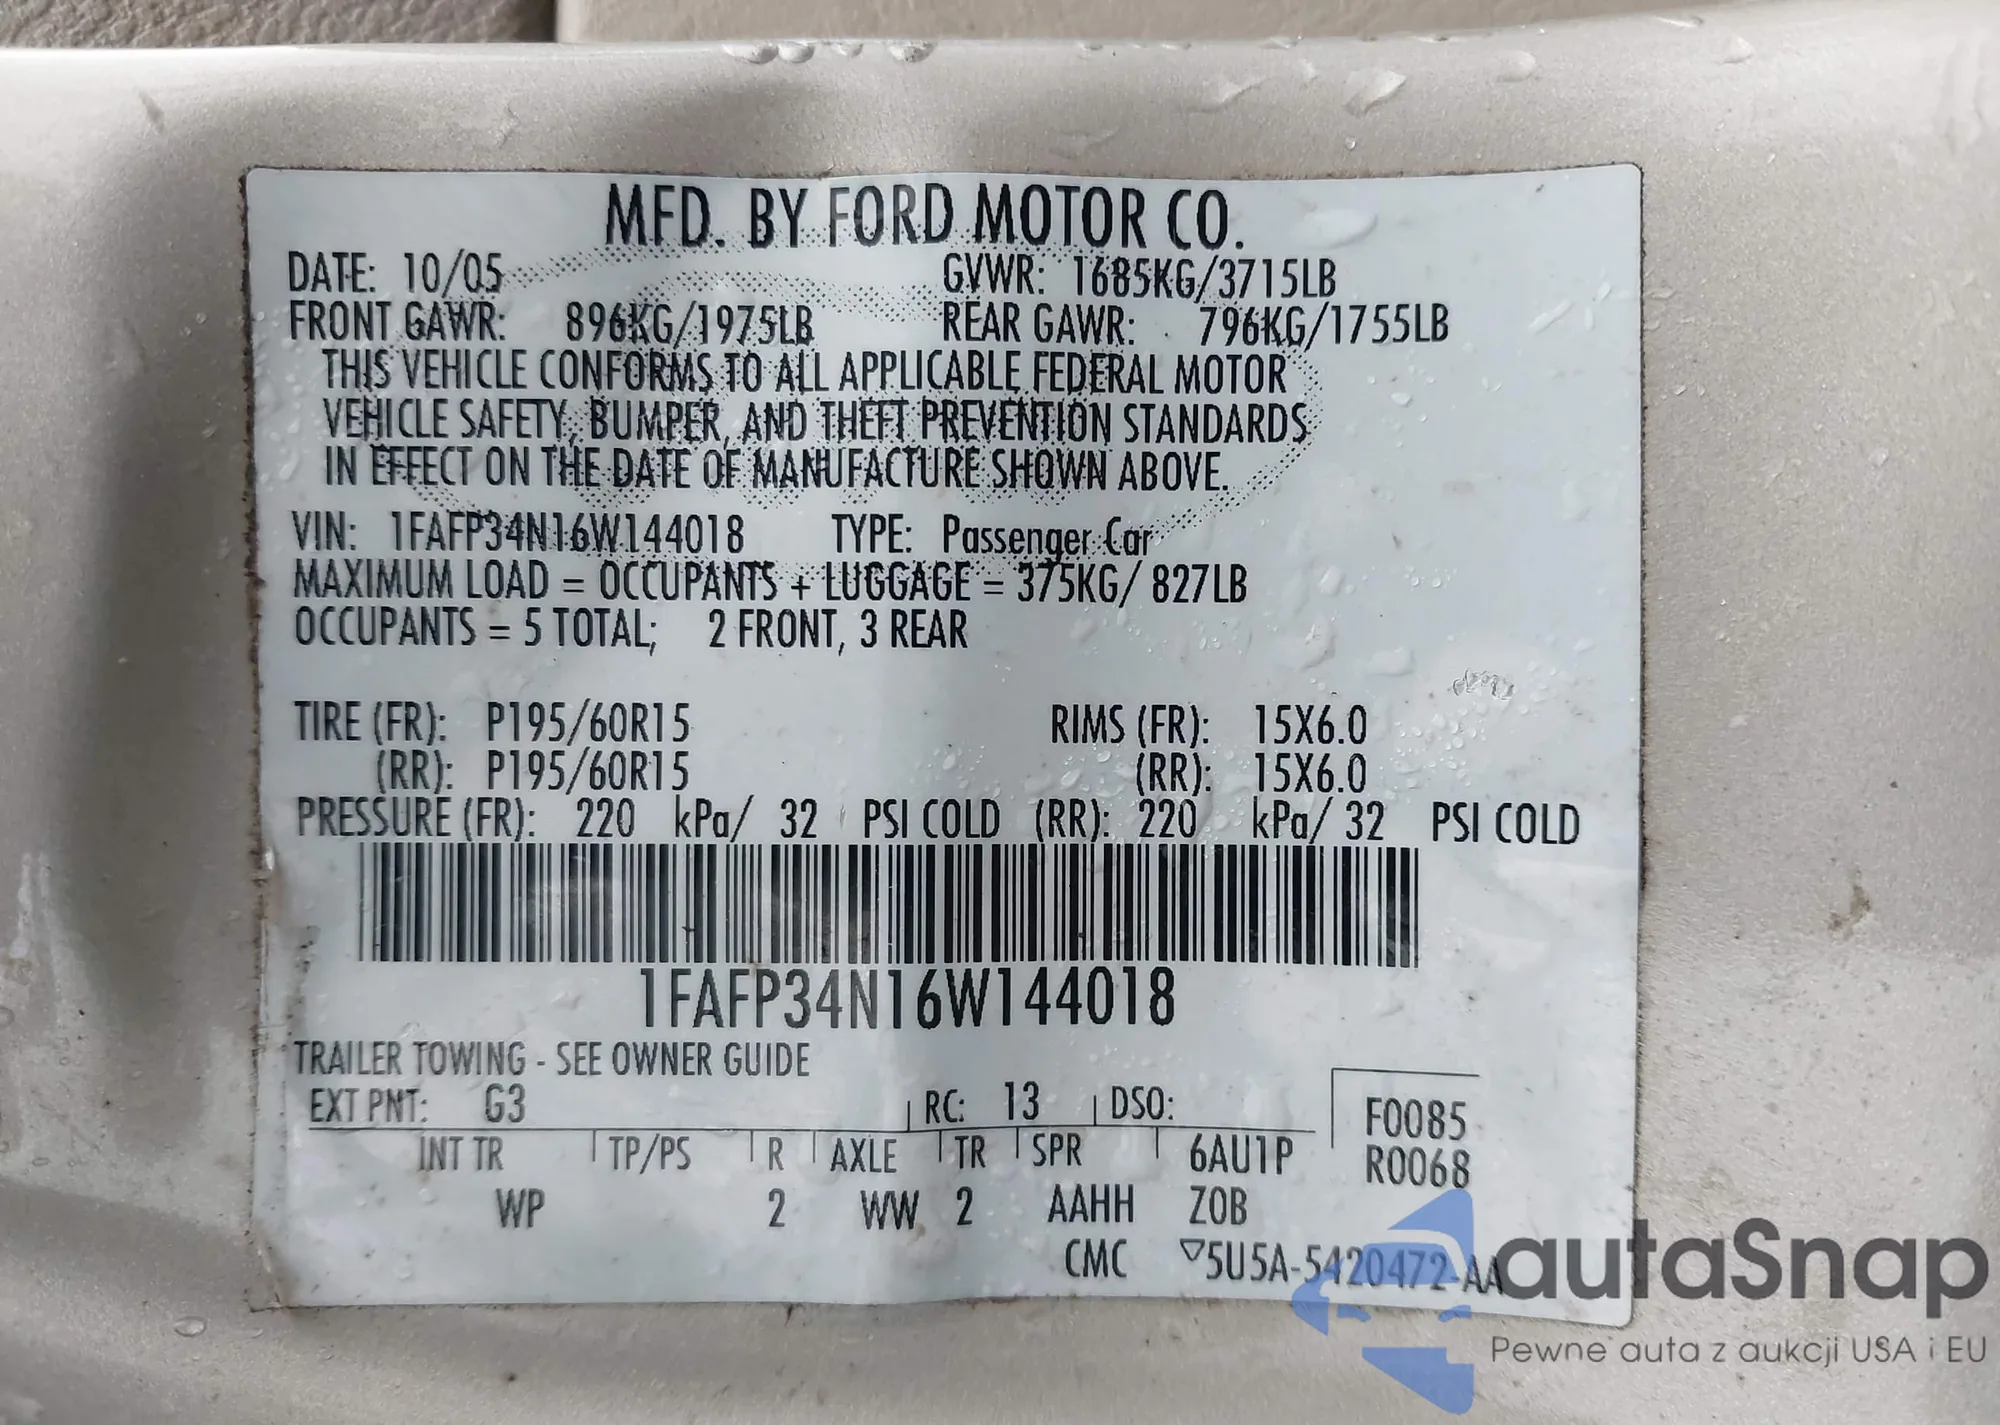 MFD. BY FORD MOTOR CO.
DATE: 10/05 GVWR: 1685KG/3715LB
FRONT GAWR: 896KG/1975LB REAR GAWR: 796KG/1755LB
THIS VEHICLE CONFORMS TO ALL APPLICABLE FEDERAL MOTOR
VEHICLE SAFETY, BUMPER, AND THEFT PREVENTION STANDARDS
IN EFFECT ON THE DATE OF MANUFACTURE SHOWN ABOVE.
VIN: 1FAFP34N16W144018 TYPE: Passenger Car
MAXIMUM LOAD = OCCUPANTS + LUGGAGE = 375KG/ 827LB
OCCUPANTS = 5 TOTAL; 2 FRONT, 3 REAR
TIRE (FR): P195/60R15 RIMS (FR): 15X6.0
(RR): P195/60R15 (RR): 15X6.0
PRESSURE (FR): 220 kPa/ 32 PSI COLD (RR): 220 kPa/ 32 PSI COLD
1FAFP34N16W144018
TRAILER TOWING - SEE OWNER GUIDE
EXT PNT: G3 RC: 13 DSO: F0085
INT TR TP/PS R AXLE TR SPR 6AU1P R0068
WP 2 WW 2 AAHH Z0B
CMC ▽5U5A-5420472-AA
autaSnap
Pewne auta z aukcji USA i EU